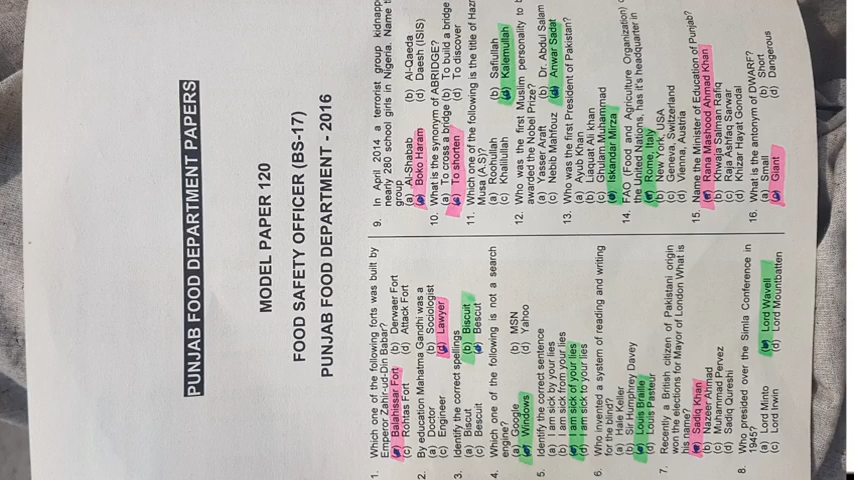 PUNJAB FOOD DEPARTMENT PAPERS
MODEL PAPER 120
FOOD SAFETY OFFICER (BS-17)
PUNJAB FOOD DEPARTMENT - 2016
1. Which one of the following forts was built by
Emperor Zahir-ud-Din Babar?
(a) Balahissar Fort (b) Derwaer Fort
(c) Rohtas Fort (d) Attack Fort
2. By education Mahatma Gandhi was a
(a) Doctor (b) Sociologist
(c) Engineer (d) Lawyer
3. Identify the correct spellings
(a) Biscut (b) Biscuit
(c) Bescuit (d) Bescut
4. Which one of the following is not a search
engine?
(a) Google (b) MSN
(c) Windows (d) Yahoo
5. Identify the correct sentence
(a) I am sick by your lies
(b) I am sick from your lies
(c) I am sick of your lies
(d) I am sick to your lies
6. Who invented a system of reading and writing
for the blind?
(a) Hale Keller
(b) Sir Humphrey Davey
(c) Louis Braille
(d) Louis Pasteur
7. Recently a British citizen of Pakistani origin
won the elections for Mayor of London What is
his name?
(a) Sadiq Khan
(b) Nazeer Ahmad
(c) Muhammad Pervez
(d) Sadiq Qureshi
8. Who presided over the Simla Conference in
1945?
(a) Lord Minto (b) Lord Wavell
(c) Lord Irwin (d) Lord Mountbatten
9. In April 2014 a terrorist group kidnapp
nearly 280 school girls in Nigeria. Name t
group
(a) Al-Shabab (b) Al-Qaeda
(c) Boko Haram (d) Daesh (ISIS)
10. What is the synonym of ABRIDGE?
(a) To cross a bridge (b) To build a bridge
(c) To shorten (d) To discover
11. Which one of the following is the title of Hazr
Musa (A.S)?
(a) Roohullah (b) Safiullah
(c) Khalilullah (d) Kaleemullah
12. Who was the first Muslim personality to b
awarded the Nobel Prize?
(a) Yasser Araft (b) Dr. Abdul Salam
(c) Nebib Mahfouz (d) Anwar Sadat
13. Who was the first President of Pakistan?
(a) Ayub Khan
(b) Liaquat Ali khan
(c) Ghulam Muhammad
(d) Iskandar Mirza
14. FAO (Food and Agriculture Organization)
the United Nations, has it's headquarter in
(a) Rome, Italy
(b) New York, USA
(c) Geneva, Switzerland
(d) Vienna, Austria
15. Name the Minister of Education of Punjab?
(a) Rana Mashood Ahmad Khan
(b) Khwaja Salman Rafiq
(c) Raja Ashfaq Sarwar
(d) Khizar Hayat Gondal
16. What is the antonym of DWARF?
(a) Small (b) Short
(c) Giant (d) Dangerous